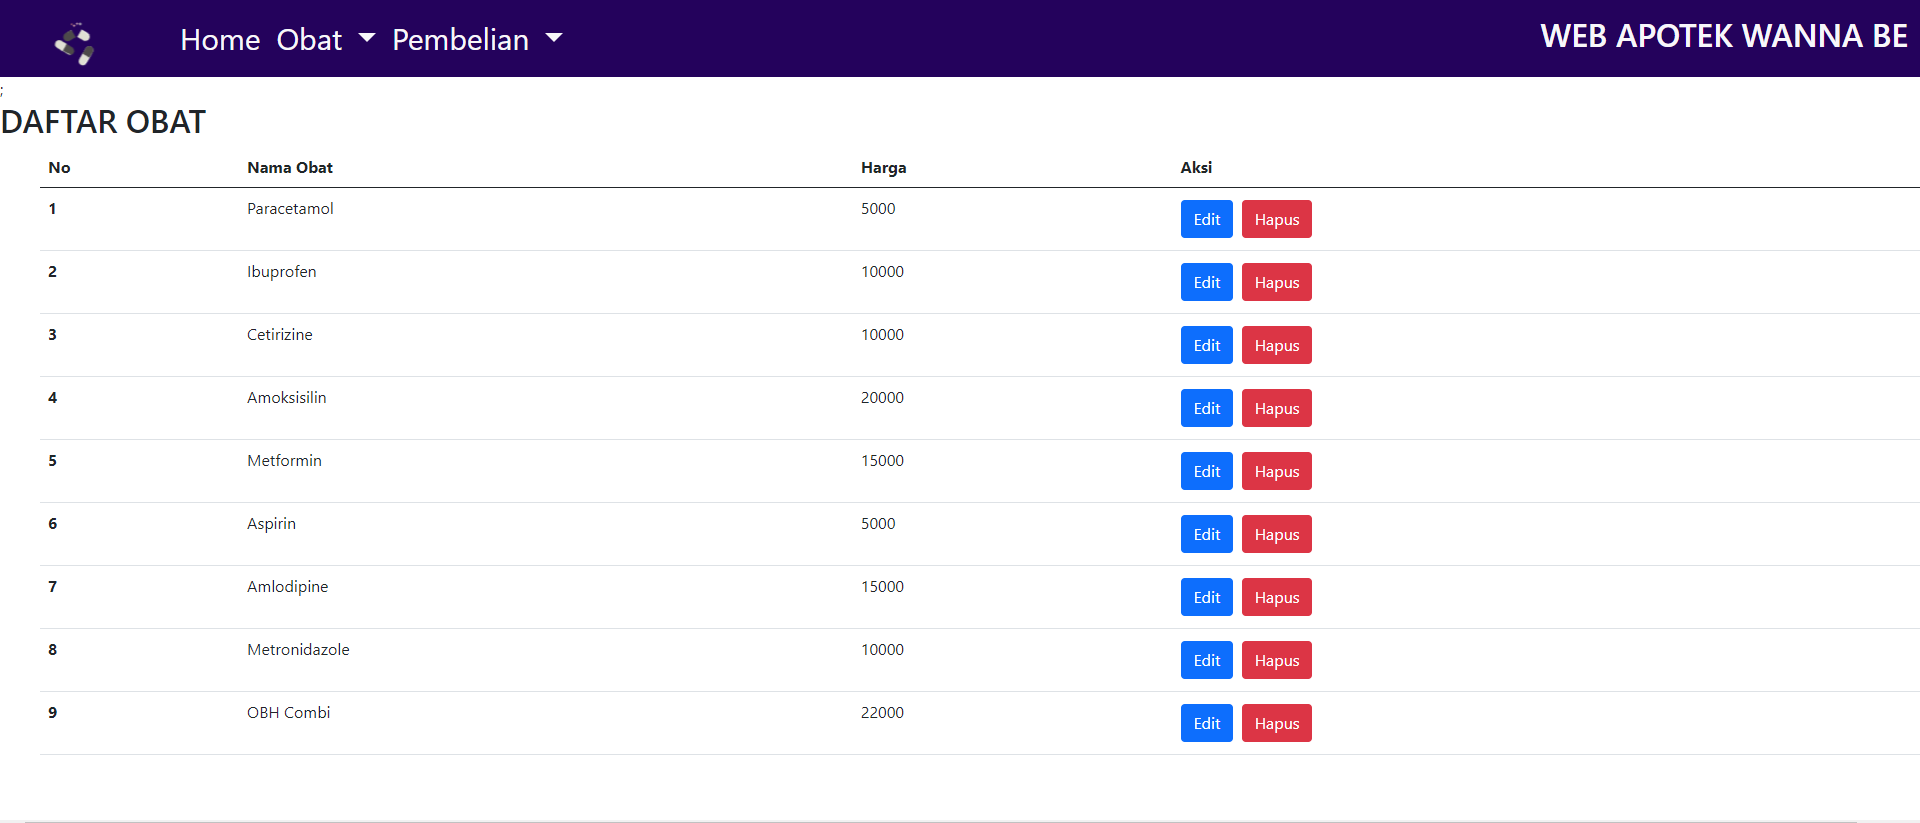 Home Obat Pembelian WEB APOTEK WANNA BE
;
DAFTAR OBAT
No Nama Obat Harga Aksi
1 Paracetamol 5000 Edit Hapus
2 Ibuprofen 10000 Edit Hapus
3 Cetirizine 10000 Edit Hapus
4 Amoksisilin 20000 Edit Hapus
5 Metformin 15000 Edit Hapus
6 Aspirin 5000 Edit Hapus
7 Amlodipine 15000 Edit Hapus
8 Metronidazole 10000 Edit Hapus
9 OBH Combi 22000 Edit Hapus